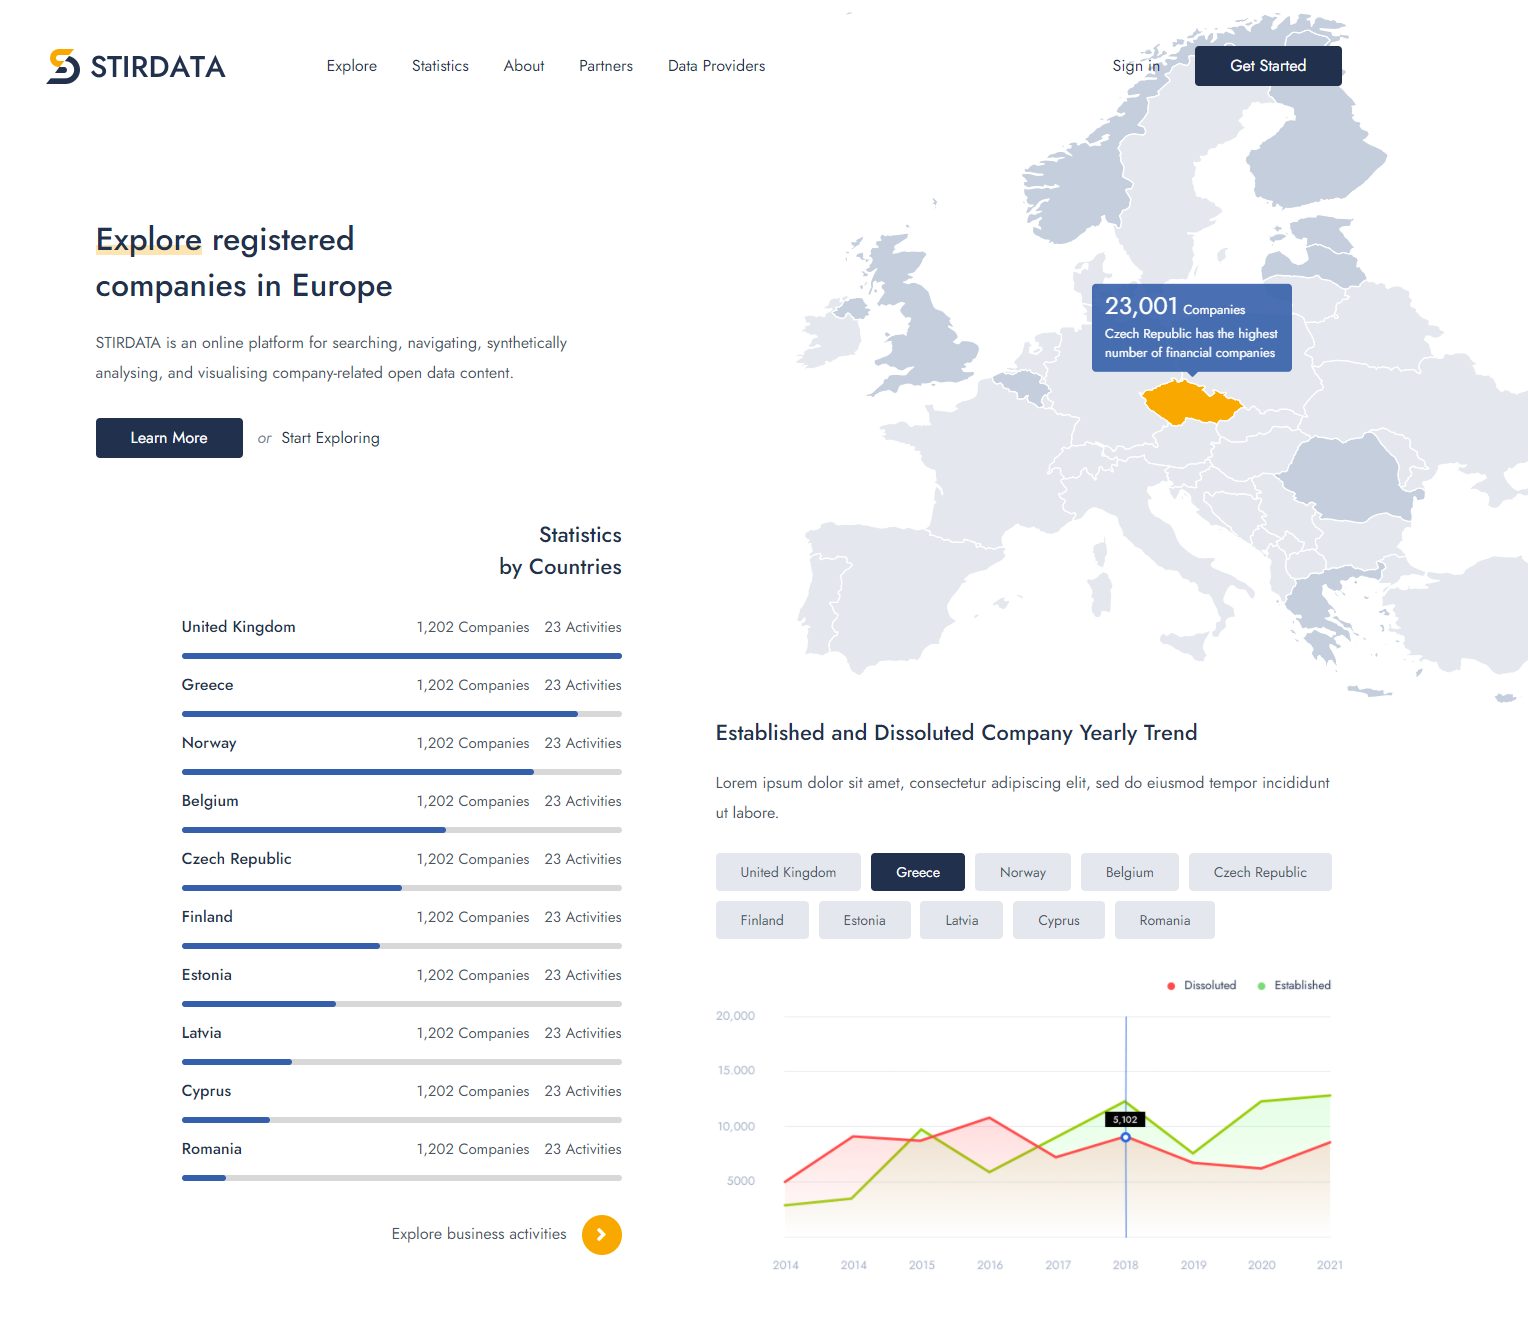 STIRDATA
Explore
Statistics
About
Partners
Data Providers
Sign in
Get Started
Explore registered
companies in Europe
STIRDATA is an online platform for searching, navigating, synthetically
analysing, and visualising company-related open data content.
Learn More
or Start Exploring
23,001 Companies
Czech Republic has the highest
number of financial companies
Statistics
by Countries
United Kingdom 1,202 Companies 23 Activities
Greece 1,202 Companies 23 Activities
Norway 1,202 Companies 23 Activities
Belgium 1,202 Companies 23 Activities
Czech Republic 1,202 Companies 23 Activities
Finland 1,202 Companies 23 Activities
Estonia 1,202 Companies 23 Activities
Latvia 1,202 Companies 23 Activities
Cyprus 1,202 Companies 23 Activities
Romania 1,202 Companies 23 Activities
Explore business activities
Established and Dissoluted Company Yearly Trend
Lorem ipsum dolor sit amet, consectetur adipiscing elit, sed do eiusmod tempor incididunt
ut labore.
United Kingdom Greece Norway Belgium Czech Republic
Finland Estonia Latvia Cyprus Romania
Dissoluted Established
20,000
15.000
10,000
5000
5,102
2014 2014 2015 2016 2017 2018 2019 2020 2021